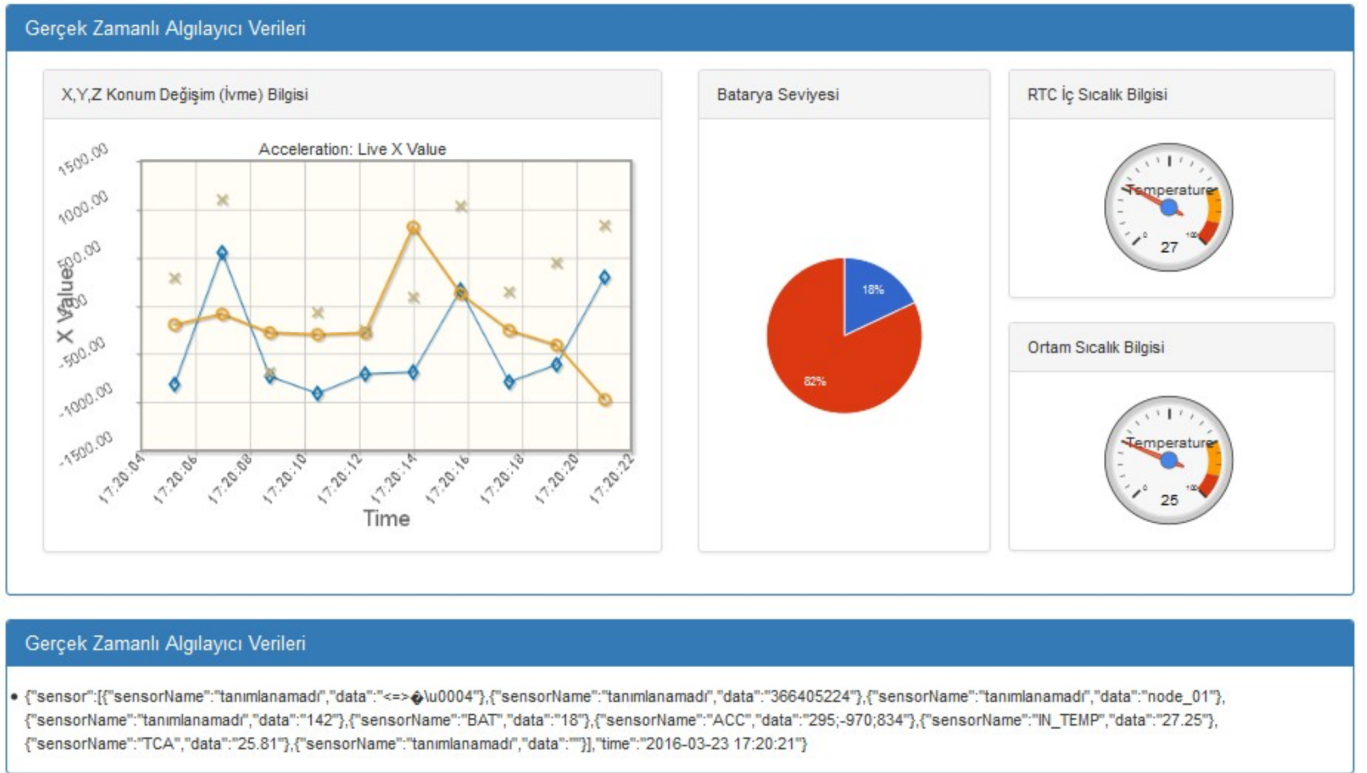 Gerçek Zamanlı Algılayıcı Verileri
X,Y,Z Konum Değişim (İvme) Bilgisi
Acceleration: Live X Value
X Value
1500.00
1000.00
500.00
0.00
-500.00
-1000.00
-1500.00
17:20:04
17:20:06
17:20:08
17:20:10
17:20:12
17:20:14
17:20:16
17:20:18
17:20:20
17:20:22
Time
Batarya Seviyesi
18%
82%
RTC İç Sıcalık Bilgisi
Temperature
0
100
27
Ortam Sıcalık Bilgisi
Temperature
0
100
25
Gerçek Zamanlı Algılayıcı Verileri
• {"sensor":[{"sensorName":"tanımlanamadı","data":"<=>�\u0004"},{"sensorName":"tanımlanamadı","data":"366405224"},{"sensorName":"tanımlanamadı","data":"node_01"},
{"sensorName":"tanımlanamadı","data":"142"},{"sensorName":"BAT","data":"18"},{"sensorName":"ACC","data":"295;-970;834"},{"sensorName":"IN_TEMP","data":"27.25"},
{"sensorName":"TCA","data":"25.81"},{"sensorName":"tanımlanamadı","data":""}],"time":"2016-03-23 17:20:21"}